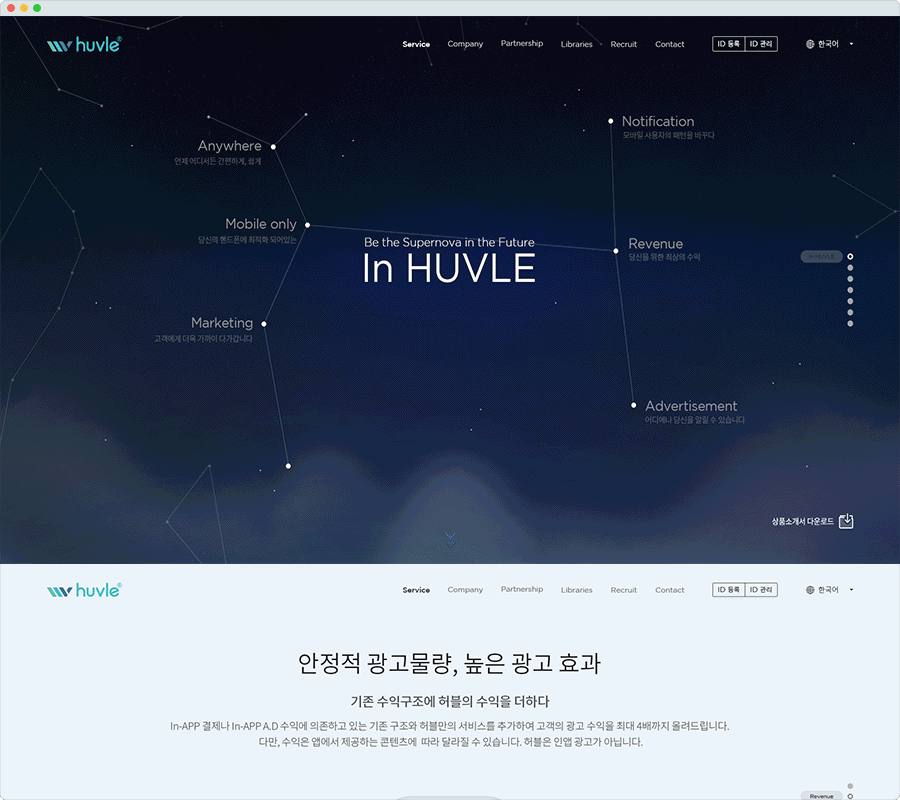 huvle
Service Company Partnership Libraries Recruit Contact ID 등록 ID 관리 한국어
Anywhere
언제 어디서든 간편하게, 쉽게
Notification
모바일 사용자의 패턴을 바꾸다
Mobile only
당신의 핸드폰에 최적화 되어있는
Be the Supernova in the Future
In HUVLE
Revenue
당신을 위한 최상의 수익
In HUVLE
Marketing
고객에게 더욱 가까이 다가갑니다
Advertisement
어디에나 당신을 알릴 수 있습니다
상품소개서 다운로드
huvle
Service Company Partnership Libraries Recruit Contact ID 등록 ID 관리 한국어
안정적 광고물량, 높은 광고 효과
기존 수익구조에 허블의 수익을 더하다
In-APP 결제나 In-APP A.D 수익에 의존하고 있는 기존 구조와 허블만의 서비스를 추가하여 고객의 광고 수익을 최대 4배까지 올려드립니다.
다만, 수익은 앱에서 제공하는 콘텐츠에 따라 달라질 수 있습니다. 허블은 인앱 광고가 아닙니다.
Revenue